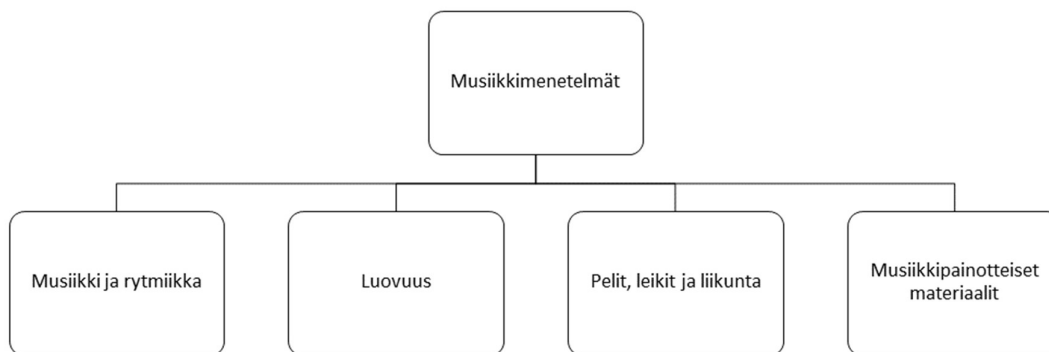 Musiikkimenetelmät
Musiikki ja rytmiikka
Luovuus
Pelit, leikit ja liikunta
Musiikkipainotteiset
materiaalit